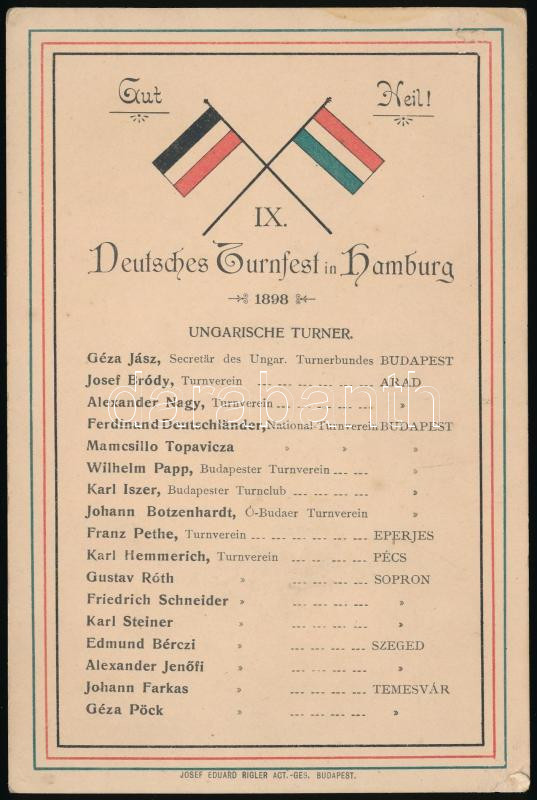 Gut Heil!
IX.
Deutsches Turnfest in Hamburg
1898
UNGARISCHE TURNER.
Géza Jász, Secretär des Ungar. Turnerbundes BUDAPEST
Josef Bródy, Turnverein --- --- --- --- --- --- ARAD
Alexander Nagy, Turnverein --- --- --- --- --- »
Ferdinand Deutschländer, National-Turnverein BUDAPEST
Mamcsillo Topavicza » » »
Wilhelm Papp, Budapester Turnverein --- --- »
Karl Iszer, Budapester Turnclub --- --- --- --- »
Johann Botzenhardt, Ó-Budaer Turnverein »
Franz Pethe, Turnverein --- --- --- --- --- EPERJES
Karl Hemmerich, Turnverein --- --- --- --- PÉCS
Gustav Róth » --- --- --- --- SOPRON
Friedrich Schneider » --- --- --- --- »
Karl Steiner » --- --- --- --- »
Edmund Bérczi » --- --- --- --- SZEGED
Alexander Jenőfi » --- --- --- --- »
Johann Farkas » --- --- --- --- TEMESVÁR
Géza Pöck » --- --- --- --- »
JOSEF EDUARD RIGLER ACT.-GES. BUDAPEST.
darabanth